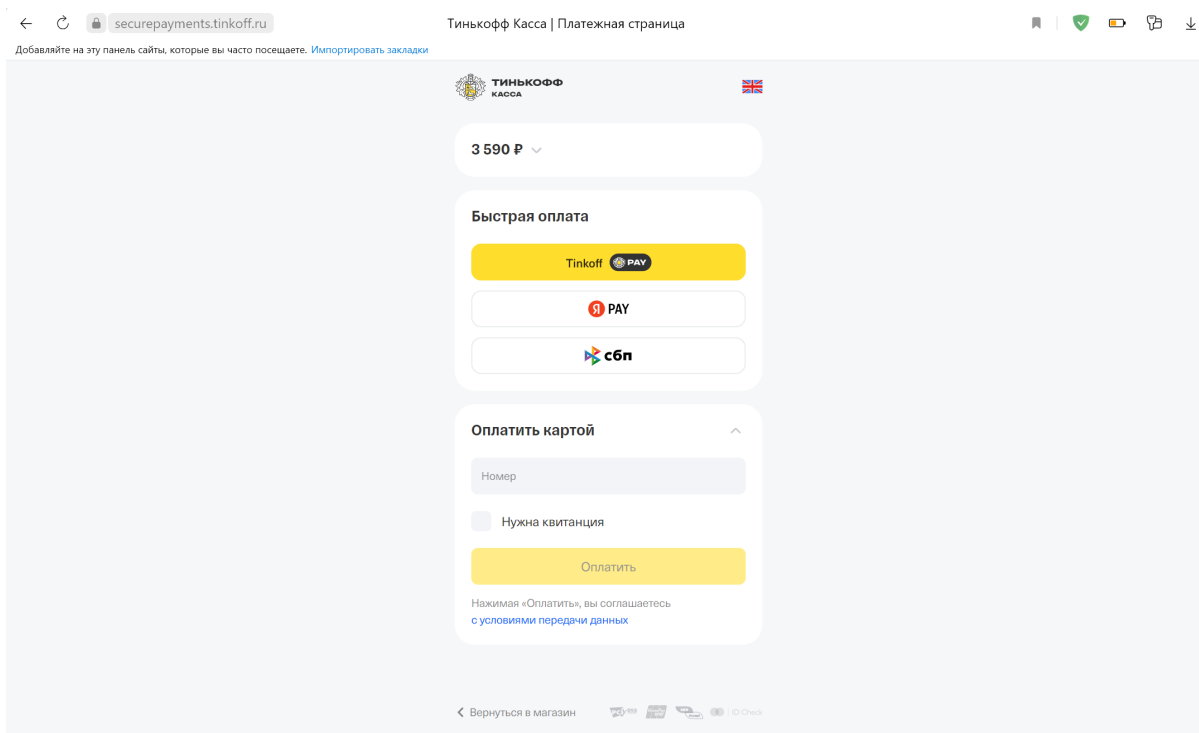 securepayments.tinkoff.ru
Тинькофф Касса | Платежная страница
Добавляйте на эту панель сайты, которые вы часто посещаете. Импортировать закладки
ТИНЬКОФФ
КАССА
3 590 ₽
Быстрая оплата
Tinkoff PAY
Я PAY
сбп
Оплатить картой
Номер
Нужна квитанция
Оплатить
Нажимая «Оплатить», вы соглашаетесь
с условиями передачи данных
Вернуться в магазин
ID Check